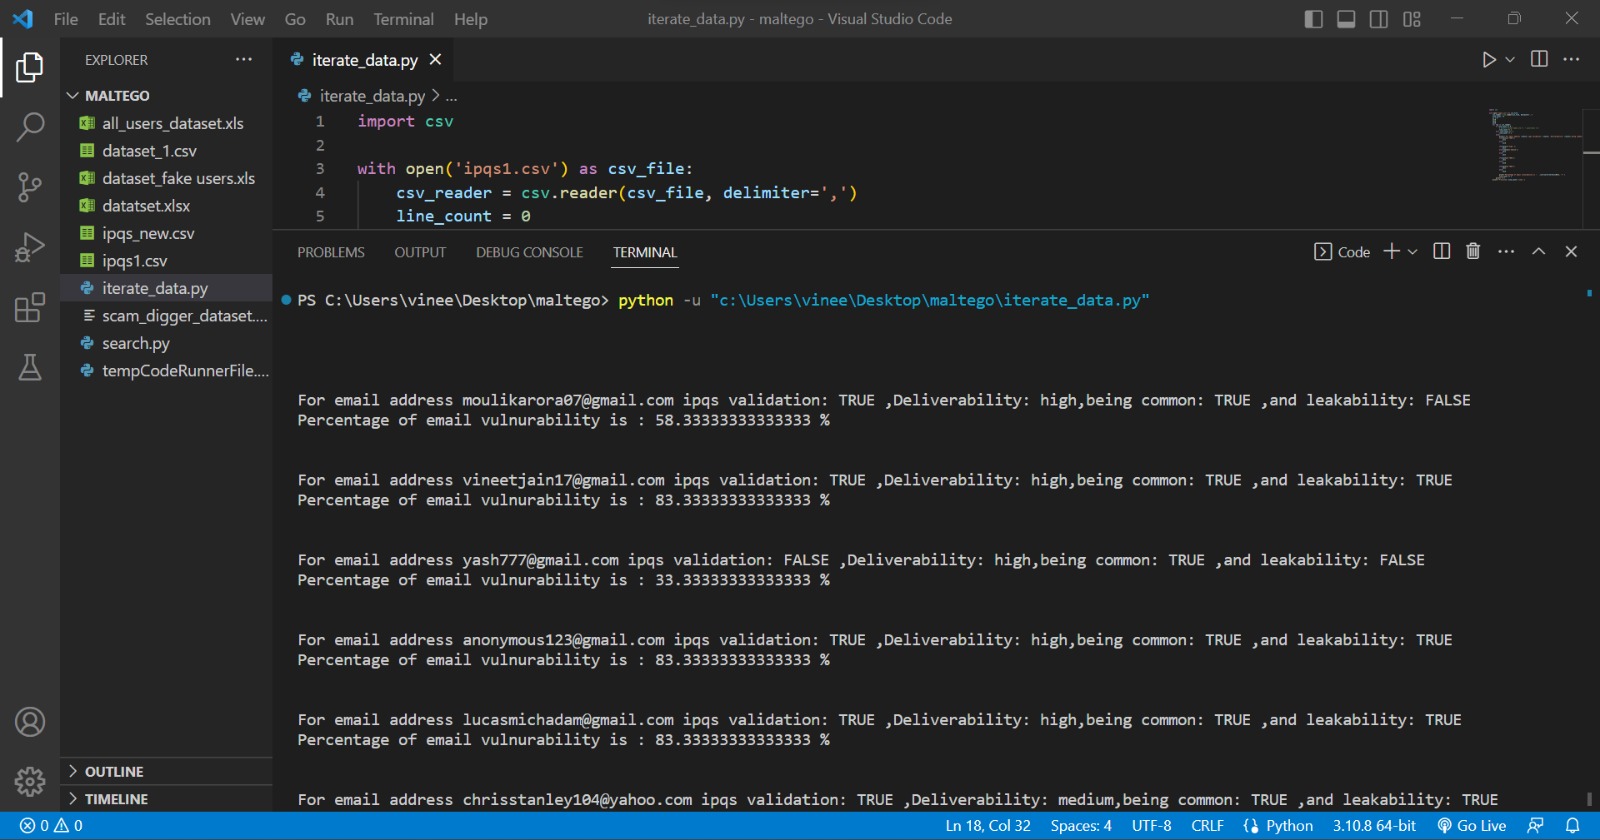 File Edit Selection View Go Run Terminal Help
iterate_data.py - maltego - Visual Studio Code
EXPLORER
MALTEGO
all_users_dataset.xls
dataset_1.csv
dataset_fake users.xls
datatset.xlsx
ipqs_new.csv
ipqs1.csv
iterate_data.py
scam_digger_dataset....
search.py
tempCodeRunnerFile....
OUTLINE
TIMELINE
iterate_data.py
iterate_data.py > ...
1 import csv
2
3 with open('ipqs1.csv') as csv_file:
4 csv_reader = csv.reader(csv_file, delimiter=',')
5 line_count = 0
PROBLEMS OUTPUT DEBUG CONSOLE TERMINAL Code
PS C:\Users\vinee\Desktop\maltego> python -u "c:\Users\vinee\Desktop\maltego\iterate_data.py"
For email address moulikarora07@gmail.com ipqs validation: TRUE ,Deliverability: high,being common: TRUE ,and leakability: FALSE
Percentage of email vulnurability is : 58.33333333333333 %
For email address vineetjain17@gmail.com ipqs validation: TRUE ,Deliverability: high,being common: TRUE ,and leakability: TRUE
Percentage of email vulnurability is : 83.33333333333333 %
For email address yash777@gmail.com ipqs validation: FALSE ,Deliverability: high,being common: TRUE ,and leakability: FALSE
Percentage of email vulnurability is : 33.33333333333333 %
For email address anonymous123@gmail.com ipqs validation: TRUE ,Deliverability: high,being common: TRUE ,and leakability: TRUE
Percentage of email vulnurability is : 83.33333333333333 %
For email address lucasmichadam@gmail.com ipqs validation: TRUE ,Deliverability: high,being common: TRUE ,and leakability: TRUE
Percentage of email vulnurability is : 83.33333333333333 %
For email address chrisstanley104@yahoo.com ipqs validation: TRUE ,Deliverability: medium,being common: TRUE ,and leakability: TRUE
0 0 Ln 18, Col 32 Spaces: 4 UTF-8 CRLF Python 3.10.8 64-bit Go Live